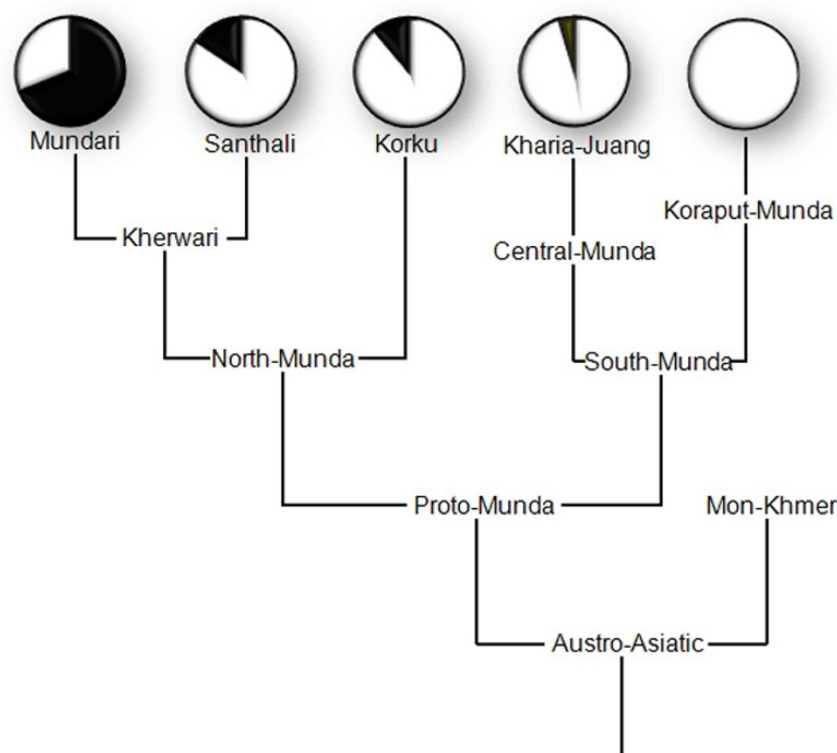 Mundari
Santhali
Korku
Kharia-Juang
Koraput-Munda
Kherwari
Central-Munda
North-Munda
South-Munda
Proto-Munda
Mon-Khmer
Austro-Asiatic